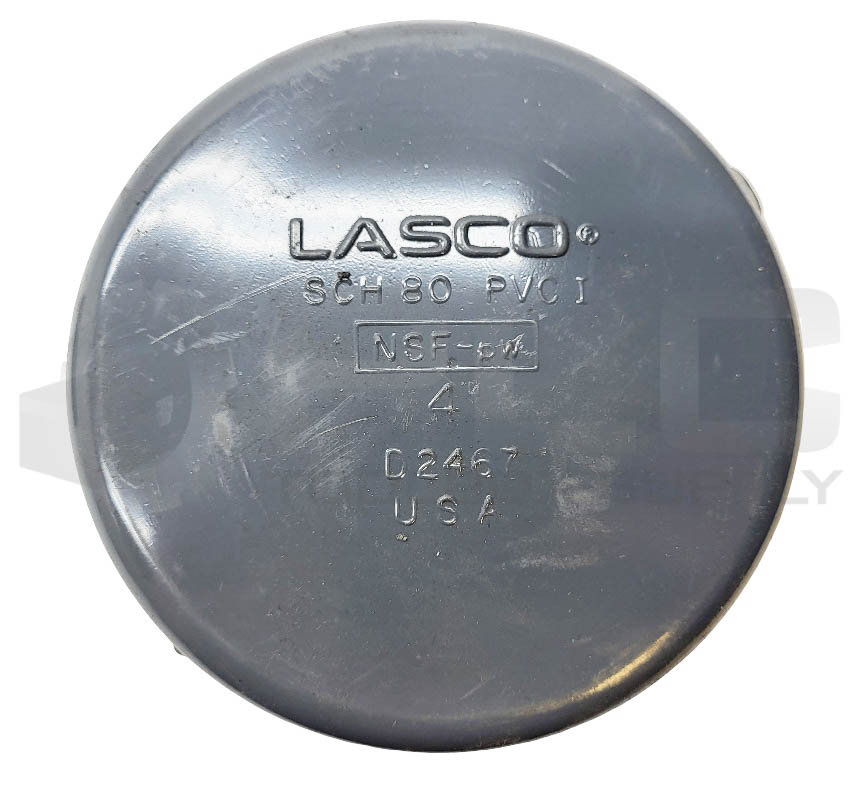 LASCO®
SCH 80 PVC I
NSF-pw
4
D2467
USA